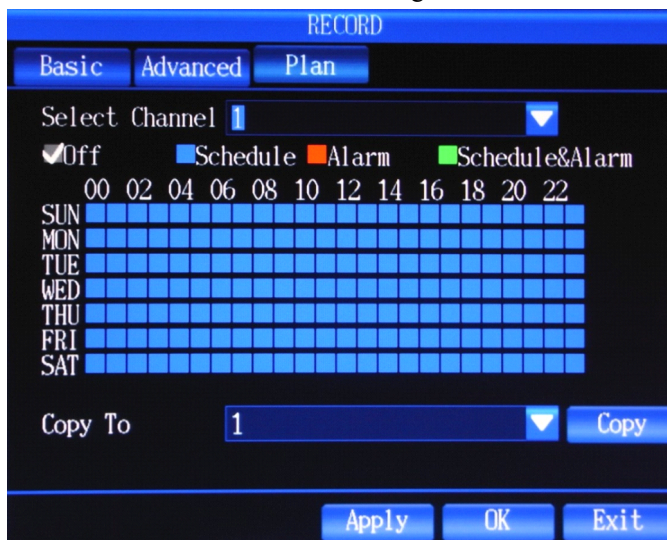 RECORD
Basic Advanced Plan
Select Channel 1
Off Schedule Alarm Schedule&Alarm
00 02 04 06 08 10 12 14 16 18 20 22
SUN
MON
TUE
WED
THU
FRI
SAT
Copy To 1 Copy
Apply OK Exit